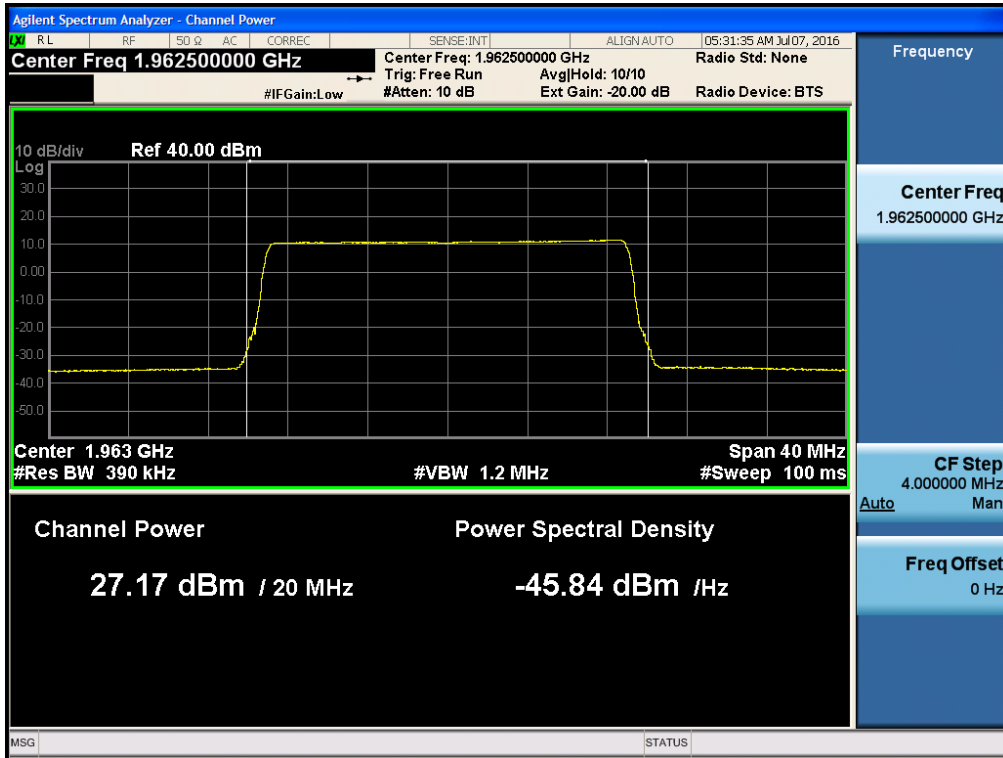 Agilent Spectrum Analyzer - Channel Power
LXI RL RF 50 Ω AC CORREC SENSE:INT ALIGN AUTO 05:31:35 AM Jul 07, 2016
Center Freq 1.962500000 GHz
Center Freq: 1.962500000 GHz Radio Std: None
Trig: Free Run Avg|Hold: 10/10
#IFGain:Low #Atten: 10 dB Ext Gain: -20.00 dB Radio Device: BTS
10 dB/div Ref 40.00 dBm
Log
30.0
20.0
10.0
0.00
-10.0
-20.0
-30.0
-40.0
-50.0
Center 1.963 GHz Span 40 MHz
#Res BW 390 kHz #VBW 1.2 MHz #Sweep 100 ms
Channel Power Power Spectral Density
27.17 dBm / 20 MHz -45.84 dBm /Hz
MSG STATUS
Frequency
Center Freq
1.962500000 GHz
CF Step
4.000000 MHz
Auto Man
Freq Offset
0 Hz